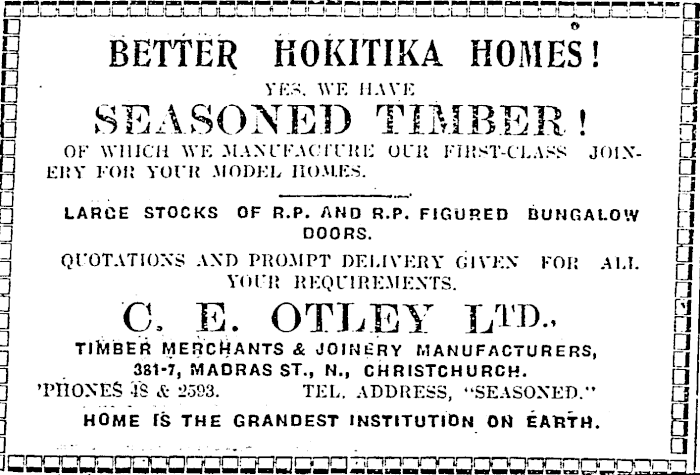 BETTER HOKITIKA HOMES!
YES, WE HAVE
SEASONED TIMBER!
OF WHICH WE MANUFACTURE OUR FIRST-CLASS JOIN-
ERY FOR YOUR MODEL HOMES.
LARGE STOCKS OF R.P. AND R.P. FIGURED BUNGALOW
DOORS.
QUOTATIONS AND PROMPT DELIVERY GIVEN FOR ALL
YOUR REQUIREMENTS.
C. E. OTLEY LTD.,
TIMBER MERCHANTS & JOINERY MANUFACTURERS,
381-7, MADRAS ST., N., CHRISTCHURCH.
'PHONES 48 & 2593. TEL. ADDRESS, "SEASONED."
HOME IS THE GRANDEST INSTITUTION ON EARTH.